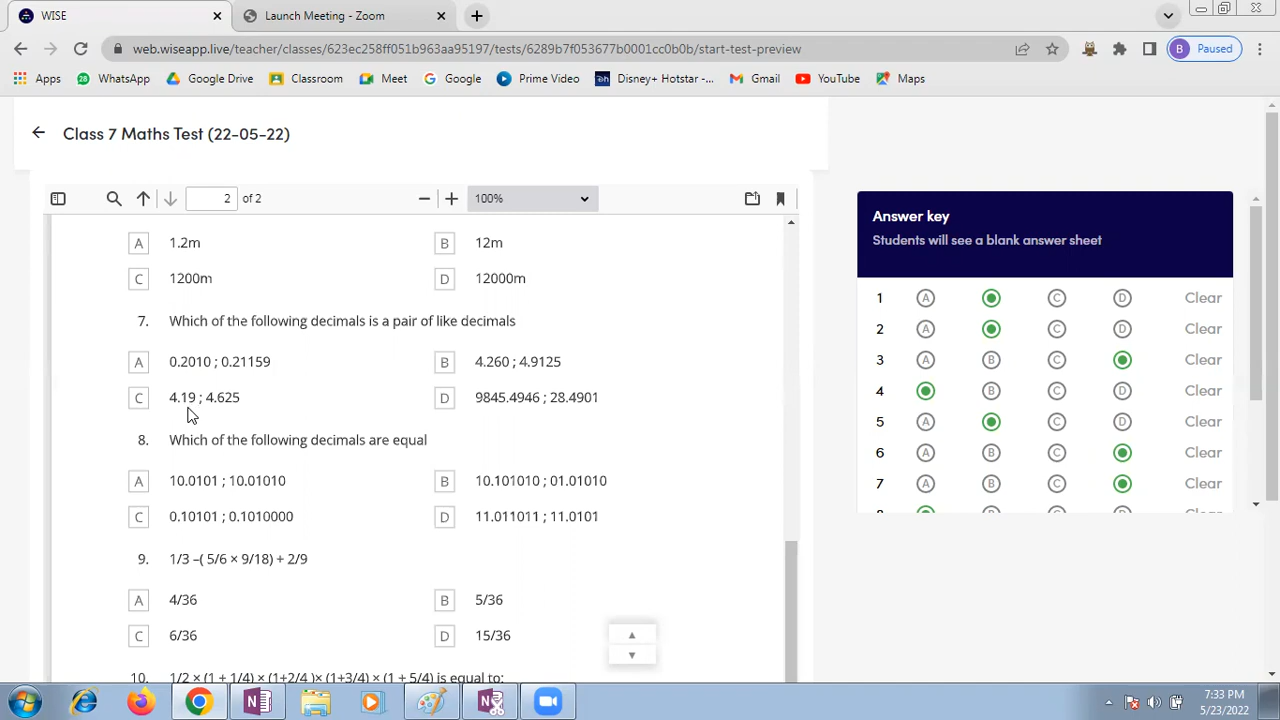 WISE
Launch Meeting - Zoom
web.wiseapp.live/teacher/classes/623ec258ff051b963aa95197/tests/6289b7f053677b0001cc0b0b/start-test-preview
B Paused
Apps WhatsApp Google Drive Classroom Meet Google Prime Video Disney+ Hotstar -... Gmail YouTube Maps
Class 7 Maths Test (22-05-22)
2 of 2 100%
A 1.2m B 12m
C 1200m D 12000m
7. Which of the following decimals is a pair of like decimals
A 0.2010 ; 0.21159 B 4.260 ; 4.9125
C 4.19 ; 4.625 D 9845.4946 ; 28.4901
8. Which of the following decimals are equal
A 10.0101 ; 10.01010 B 10.101010 ; 01.01010
C 0.10101 ; 0.1010000 D 11.011011 ; 11.0101
9. 1/3 –( 5/6 × 9/18) + 2/9
A 4/36 B 5/36
C 6/36 D 15/36
10. 1/2 × (1 + 1/4) × (1+2/4 )× (1+3/4) × (1 + 5/4) is equal to:
Answer key
Students will see a blank answer sheet
1 A C D Clear
2 A C D Clear
3 A B C Clear
4 B C D Clear
5 A C D Clear
6 A B C Clear
7 A B C Clear
7:33 PM
5/23/2022